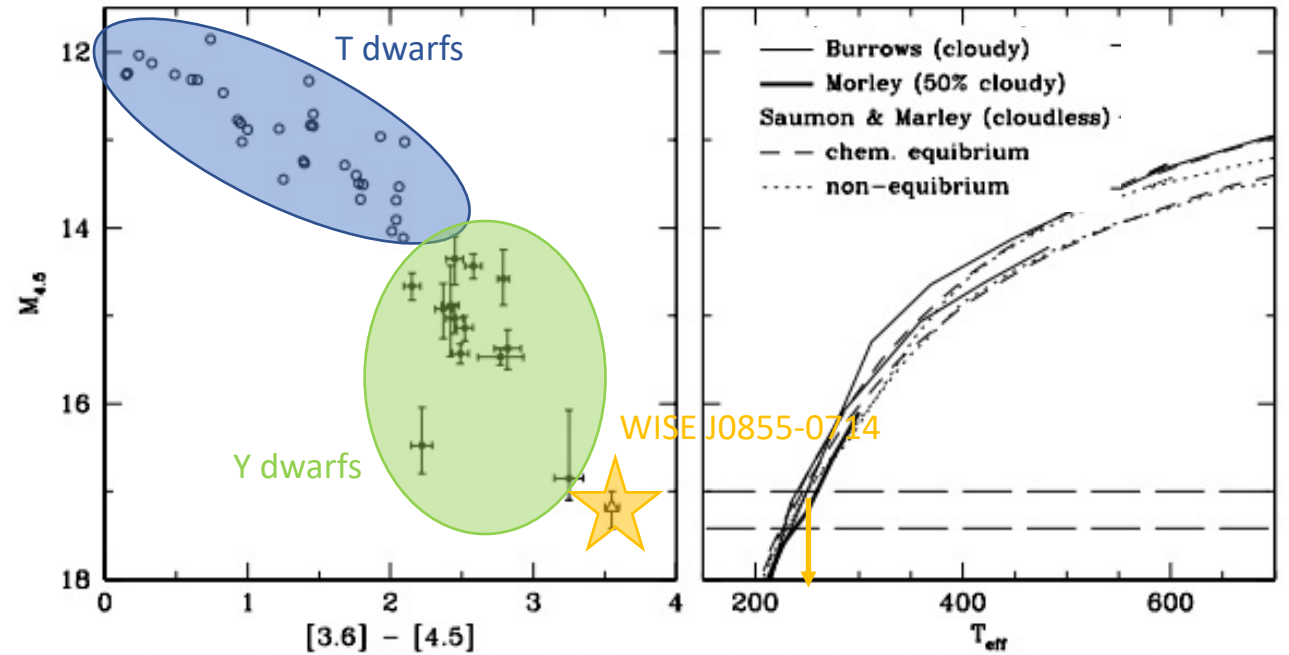 T dwarfs
Y dwarfs
WISE J0855-0714
12
14
16
18
M4.5
0
1
2
3
4
[3.6] − [4.5]
Burrows (cloudy)
Morley (50% cloudy)
Saumon & Marley (cloudless)
chem. equibrium
non−equibrium
200
400
600
Teff